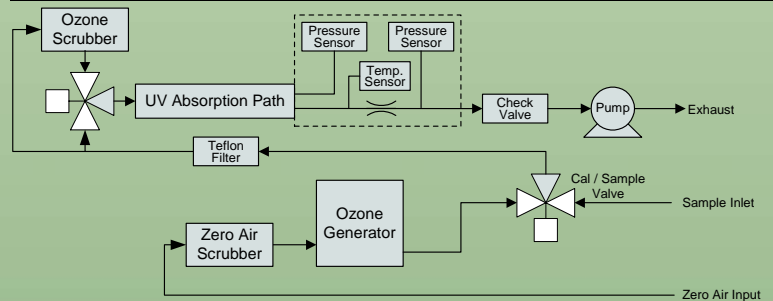 Ozone
Scrubber
Pressure
Sensor
Pressure
Sensor
Temp.
Sensor
UV Absorption Path
Check
Valve
Pump
Exhaust
Teflon
Filter
Cal / Sample
Valve
Sample Inlet
Ozone
Generator
Zero Air
Scrubber
Zero Air Input